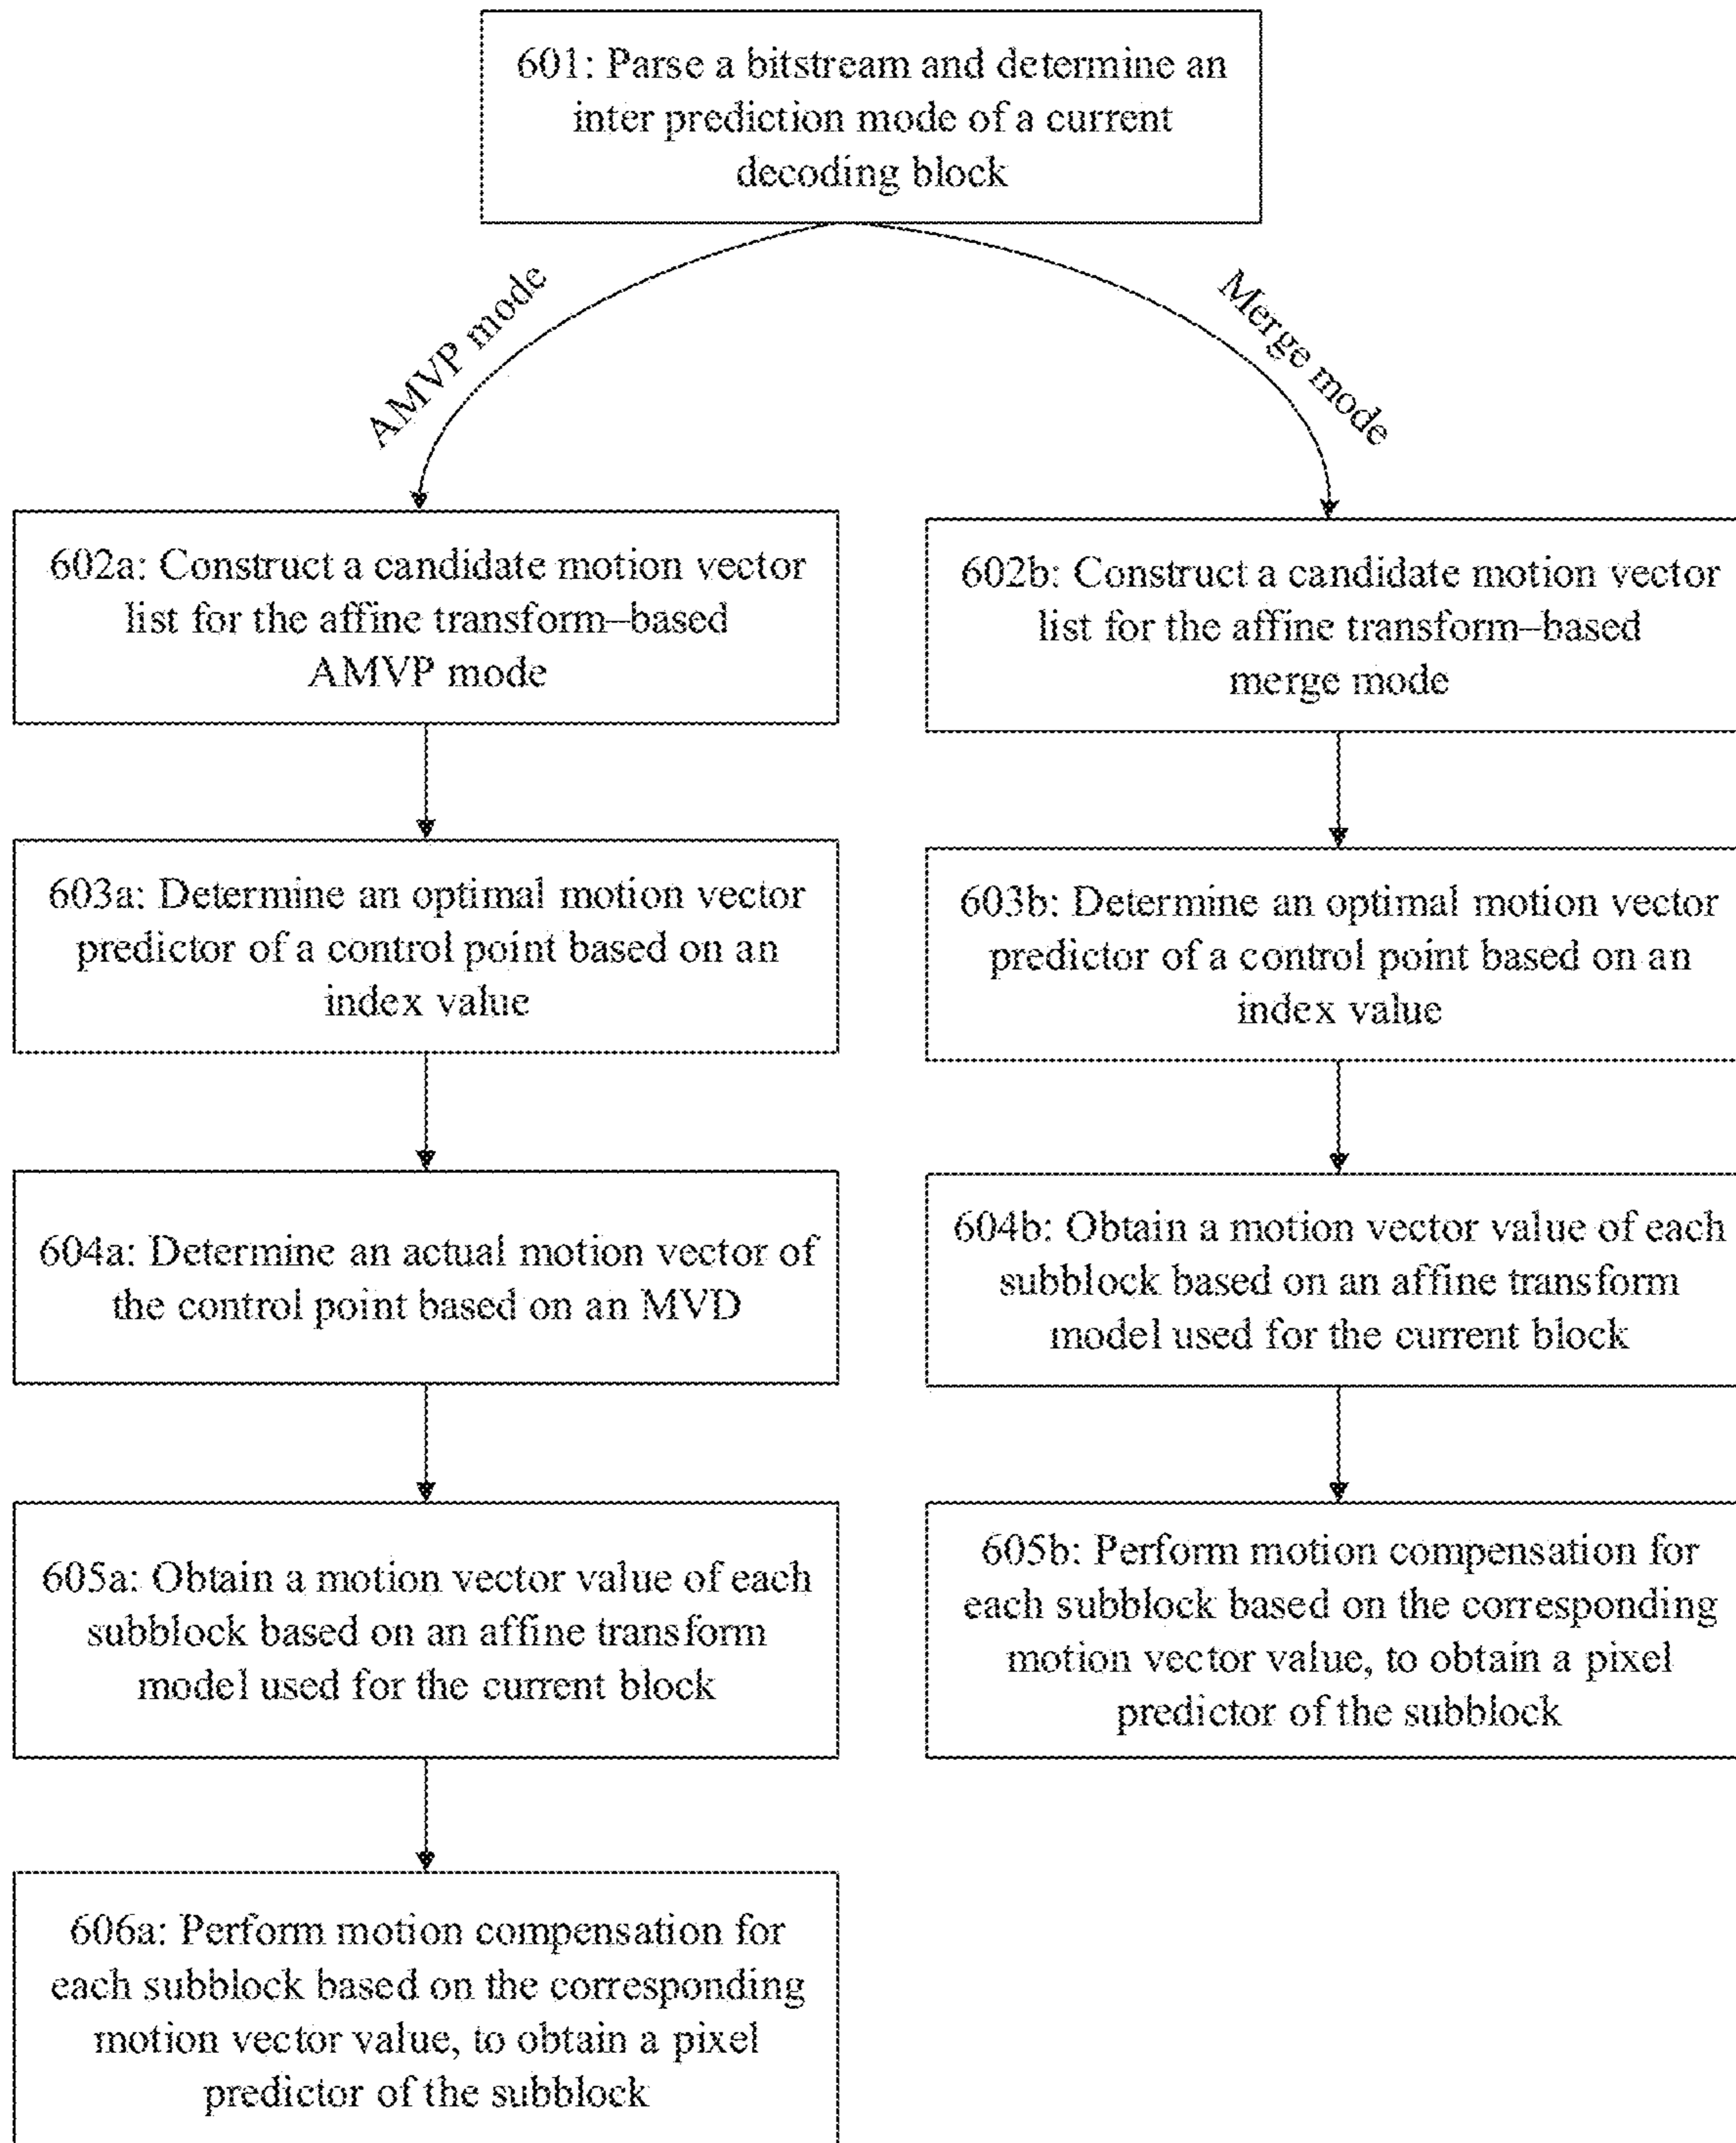 601: Parse a bitstream and determine an
inter prediction mode of a current
decoding block
AMVP mode
Merge mode
602a: Construct a candidate motion vector
list for the affine transform–based
AMVP mode
603a: Determine an optimal motion vector
predictor of a control point based on an
index value
604a: Determine an actual motion vector of
the control point based on an MVD
605a: Obtain a motion vector value of each
subblock based on an affine transform
model used for the current block
606a: Perform motion compensation for
each subblock based on the corresponding
motion vector value, to obtain a pixel
predictor of the subblock
602b: Construct a candidate motion vector
list for the affine transform–based
merge mode
603b: Determine an optimal motion vector
predictor of a control point based on an
index value
604b: Obtain a motion vector value of each
subblock based on an affine transform
model used for the current block
605b: Perform motion compensation for
each subblock based on the corresponding
motion vector value, to obtain a pixel
predictor of the subblock